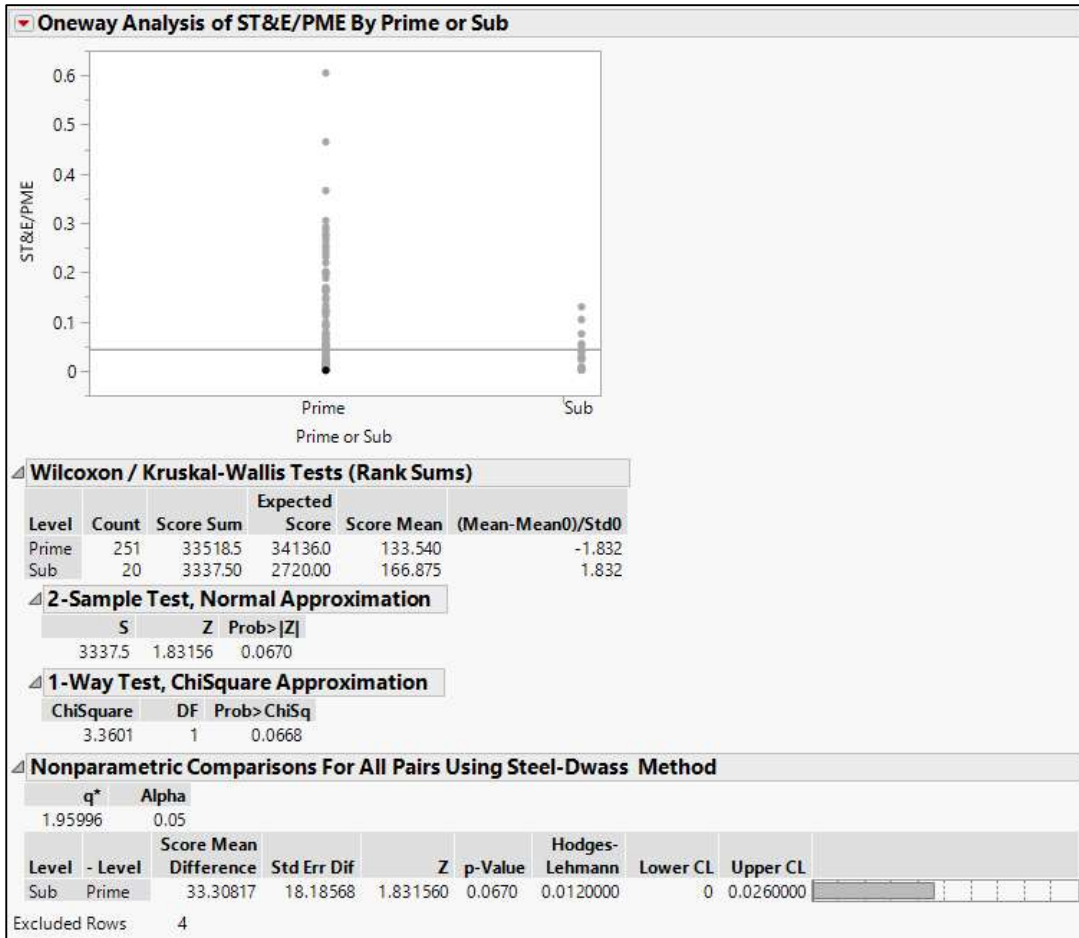 Oneway Analysis of ST&E/PME By Prime or Sub
0.6
0.5
0.4
0.3
0.2
0.1
0
ST&E/PME
Prime Sub
Prime or Sub
Wilcoxon / Kruskal-Wallis Tests (Rank Sums)
Expected
Level Count Score Sum Score Score Mean (Mean-Mean0)/Std0
Prime 251 33518.5 34136.0 133.540 -1.832
Sub 20 3337.50 2720.00 166.875 1.832
2-Sample Test, Normal Approximation
S Z Prob>|Z|
3337.5 1.83156 0.0670
1-Way Test, ChiSquare Approximation
ChiSquare DF Prob>ChiSq
3.3601 1 0.0668
Nonparametric Comparisons For All Pairs Using Steel-Dwass Method
q* Alpha
1.95996 0.05
Score Mean Hodges-
Level - Level Difference Std Err Dif Z p-Value Lehmann Lower CL Upper CL
Sub Prime 33.30817 18.18568 1.831560 0.0670 0.0120000 0 0.0260000
Excluded Rows 4